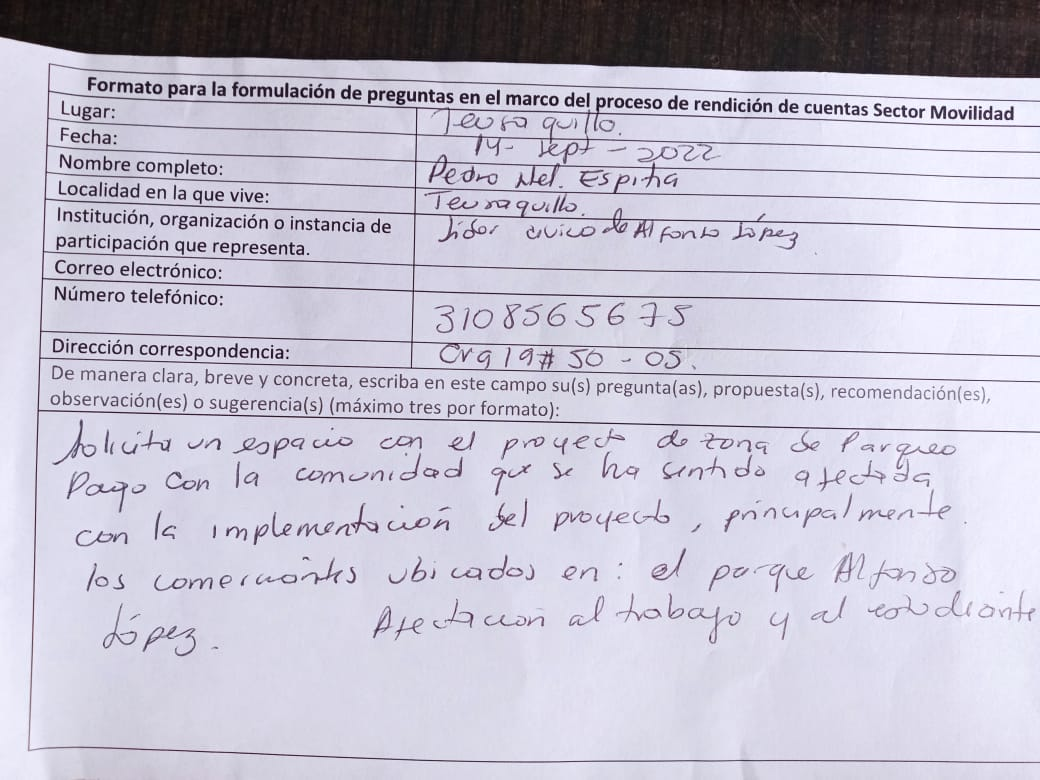 Formato para la formulación de preguntas en el marco del proceso de rendición de cuentas Sector Movilidad
Lugar: Teusaquillo.
Fecha: 14- sept - 2022
Nombre completo: Pedro Nel. Espitia
Localidad en la que vive: Teusaquillo.
Institución, organización o instancia de participación que representa. Líder cívico de Alfonso López
Correo electrónico:
Número telefónico: 3108565675
Dirección correspondencia: Cra 19# 50 - 05.
De manera clara, breve y concreta, escriba en este campo su(s) pregunta(as), propuesta(s), recomendación(es),
observación(es) o sugerencia(s) (máximo tres por formato):
Solicita un espacio con el proyecto de zona de Parqueo
Pago Con la comunidad que se ha sentido afectada
con la implementación del proyecto, principalmente.
los comerciantes ubicados en: el parque Alfonso
López. Afectación al trabajo y al estudiante